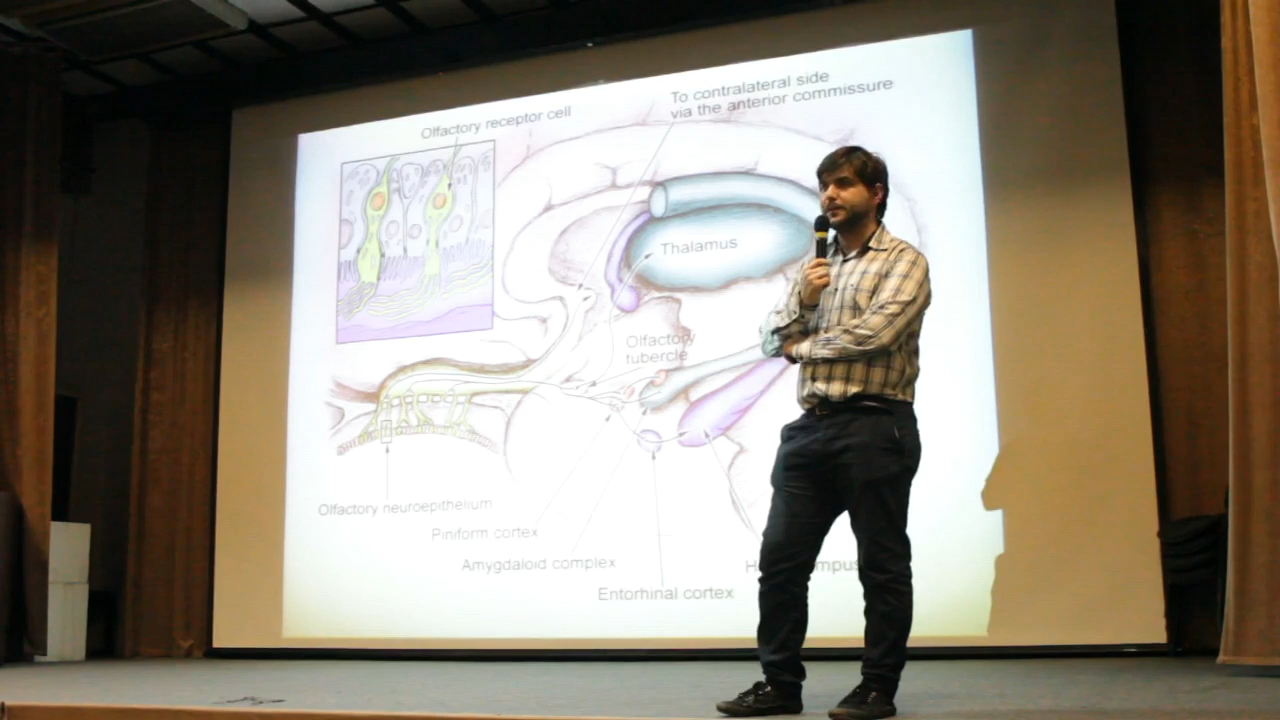 To contralateral side
via the anterior commissure
Olfactory receptor cell
Thalamus
Olfactory
tubercle
Olfactory neuroepithelium
Piriform cortex
Amygdaloid complex
Entorhinal cortex